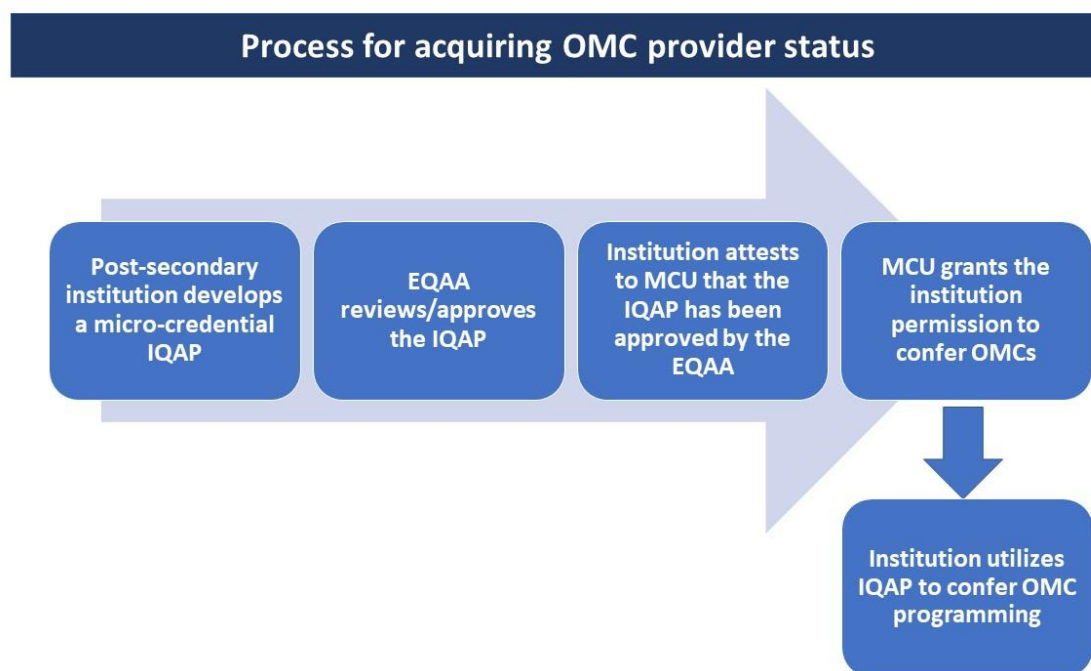 Process for acquiring OMC provider status
Post-secondary
institution develops
a micro-credential
IQAP
EQAA
reviews/approves
the IQAP
Institution attests
to MCU that the
IQAP has been
approved by the
EQAA
MCU grants the
institution
permission to
confer OMCs
Institution utilizes
IQAP to confer OMC
programming